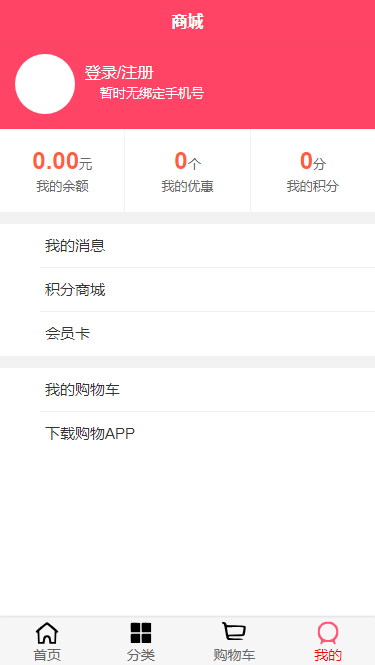 商城
登录/注册
暂时无绑定手机号
0.00元 0个 0分
我的余额 我的优惠 我的积分
我的消息
积分商城
会员卡
我的购物车
下载购物APP
首页 分类 购物车 我的